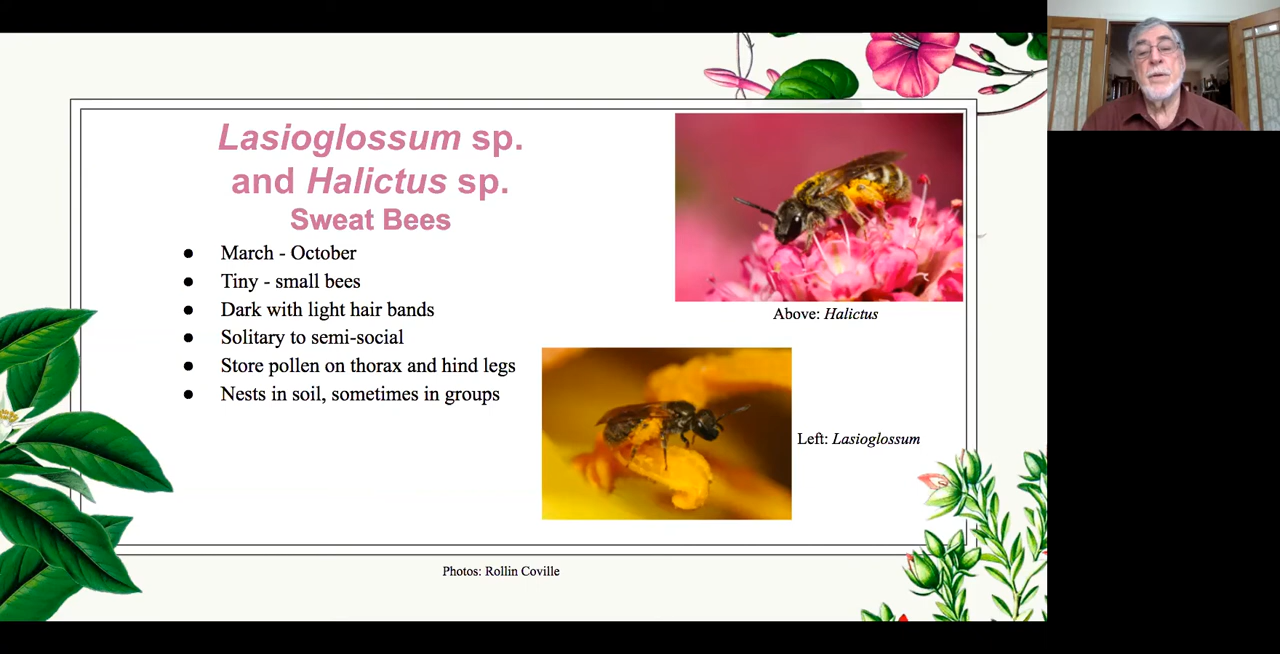 Lasioglossum sp.
and Halictus sp.
Sweat Bees
● March - October
● Tiny - small bees
● Dark with light hair bands
● Solitary to semi-social
● Store pollen on thorax and hind legs
● Nests in soil, sometimes in groups
Above: Halictus
Left: Lasioglossum
Photos: Rollin Coville